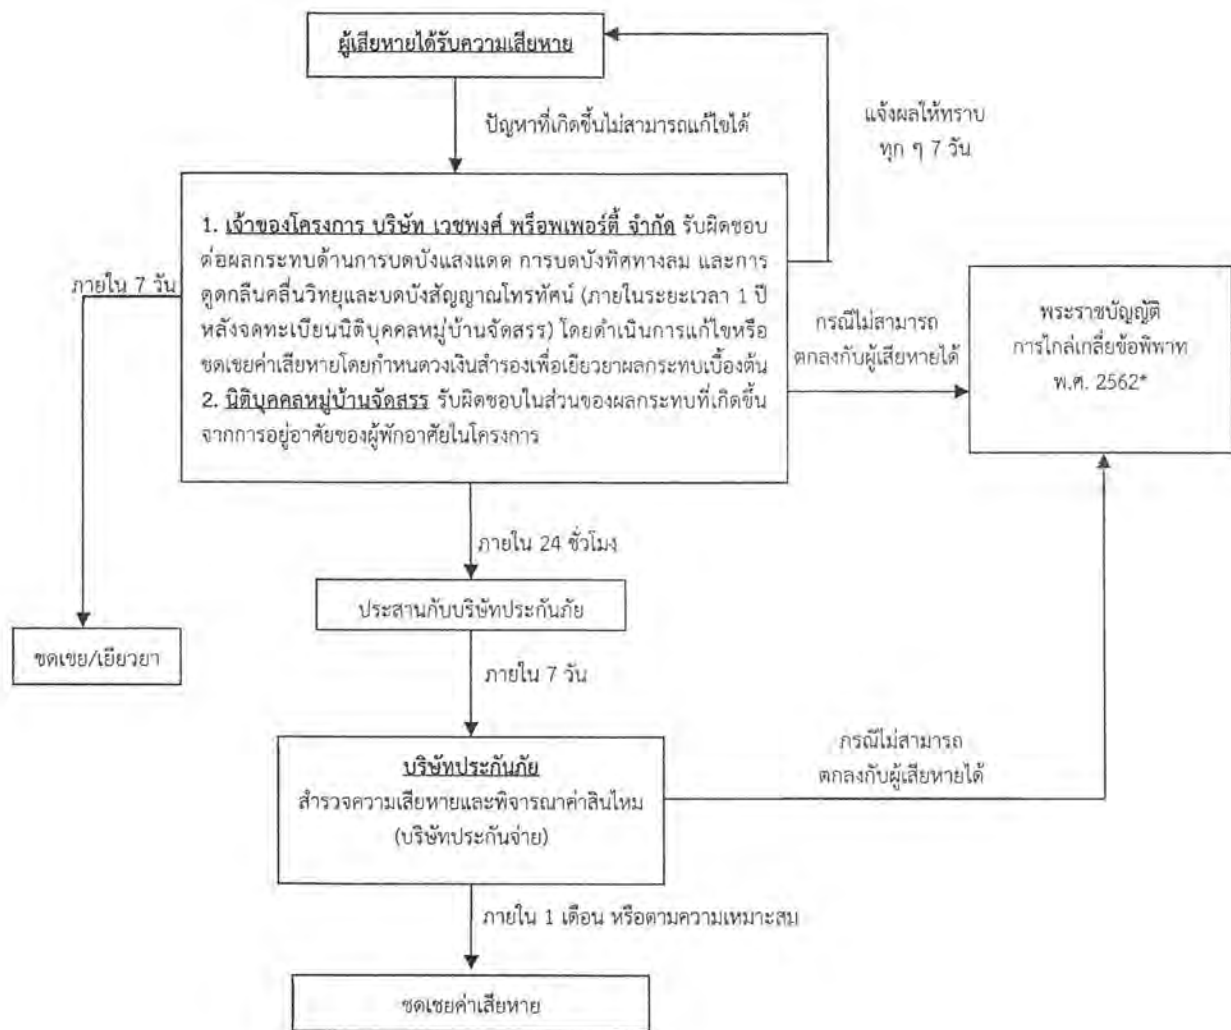 ผู้เสียหายได้รับความเสียหาย
ปัญหาที่เกิดขึ้นไม่สามารถแก้ไขได้
แจ้งผลให้ทราบ
ทุก ๆ 7 วัน
1. เจ้าของโครงการ บริษัท เวชพงศ์ พร็อพเพอร์ตี้ จำกัด รับผิดชอบ
ต่อผลกระทบด้านการบดบังแสงแดด การบดบังทิศทางลม และการ
ดูดกลืนคลื่นวิทยุและบดบังสัญญาณโทรทัศน์ (ภายในระยะเวลา 1 ปี
หลังจดทะเบียนนิติบุคคลหมู่บ้านจัดสรร) โดยดำเนินการแก้ไขหรือ
ชดเชยค่าเสียหายโดยกำหนดวงเงินสำรองเพื่อเยียวยาผลกระทบเบื้องต้น
2. นิติบุคคลหมู่บ้านจัดสรร รับผิดชอบในส่วนของผลกระทบที่เกิดขึ้น
จากการอยู่อาศัยของผู้พักอาศัยในโครงการ
ภายใน 7 วัน
กรณีไม่สามารถ
ตกลงกับผู้เสียหายได้
พระราชบัญญัติ
การไกล่เกลี่ยข้อพิพาท
พ.ศ. 2562*
ภายใน 24 ชั่วโมง
ประสานกับบริษัทประกันภัย
ชดเชย/เยียวยา
ภายใน 7 วัน
บริษัทประกันภัย
สำรวจความเสียหายและพิจารณาค่าสินไหม
(บริษัทประกันจ่าย)
กรณีไม่สามารถ
ตกลงกับผู้เสียหายได้
ภายใน 1 เดือน หรือตามความเหมาะสม
ชดเชยค่าเสียหาย